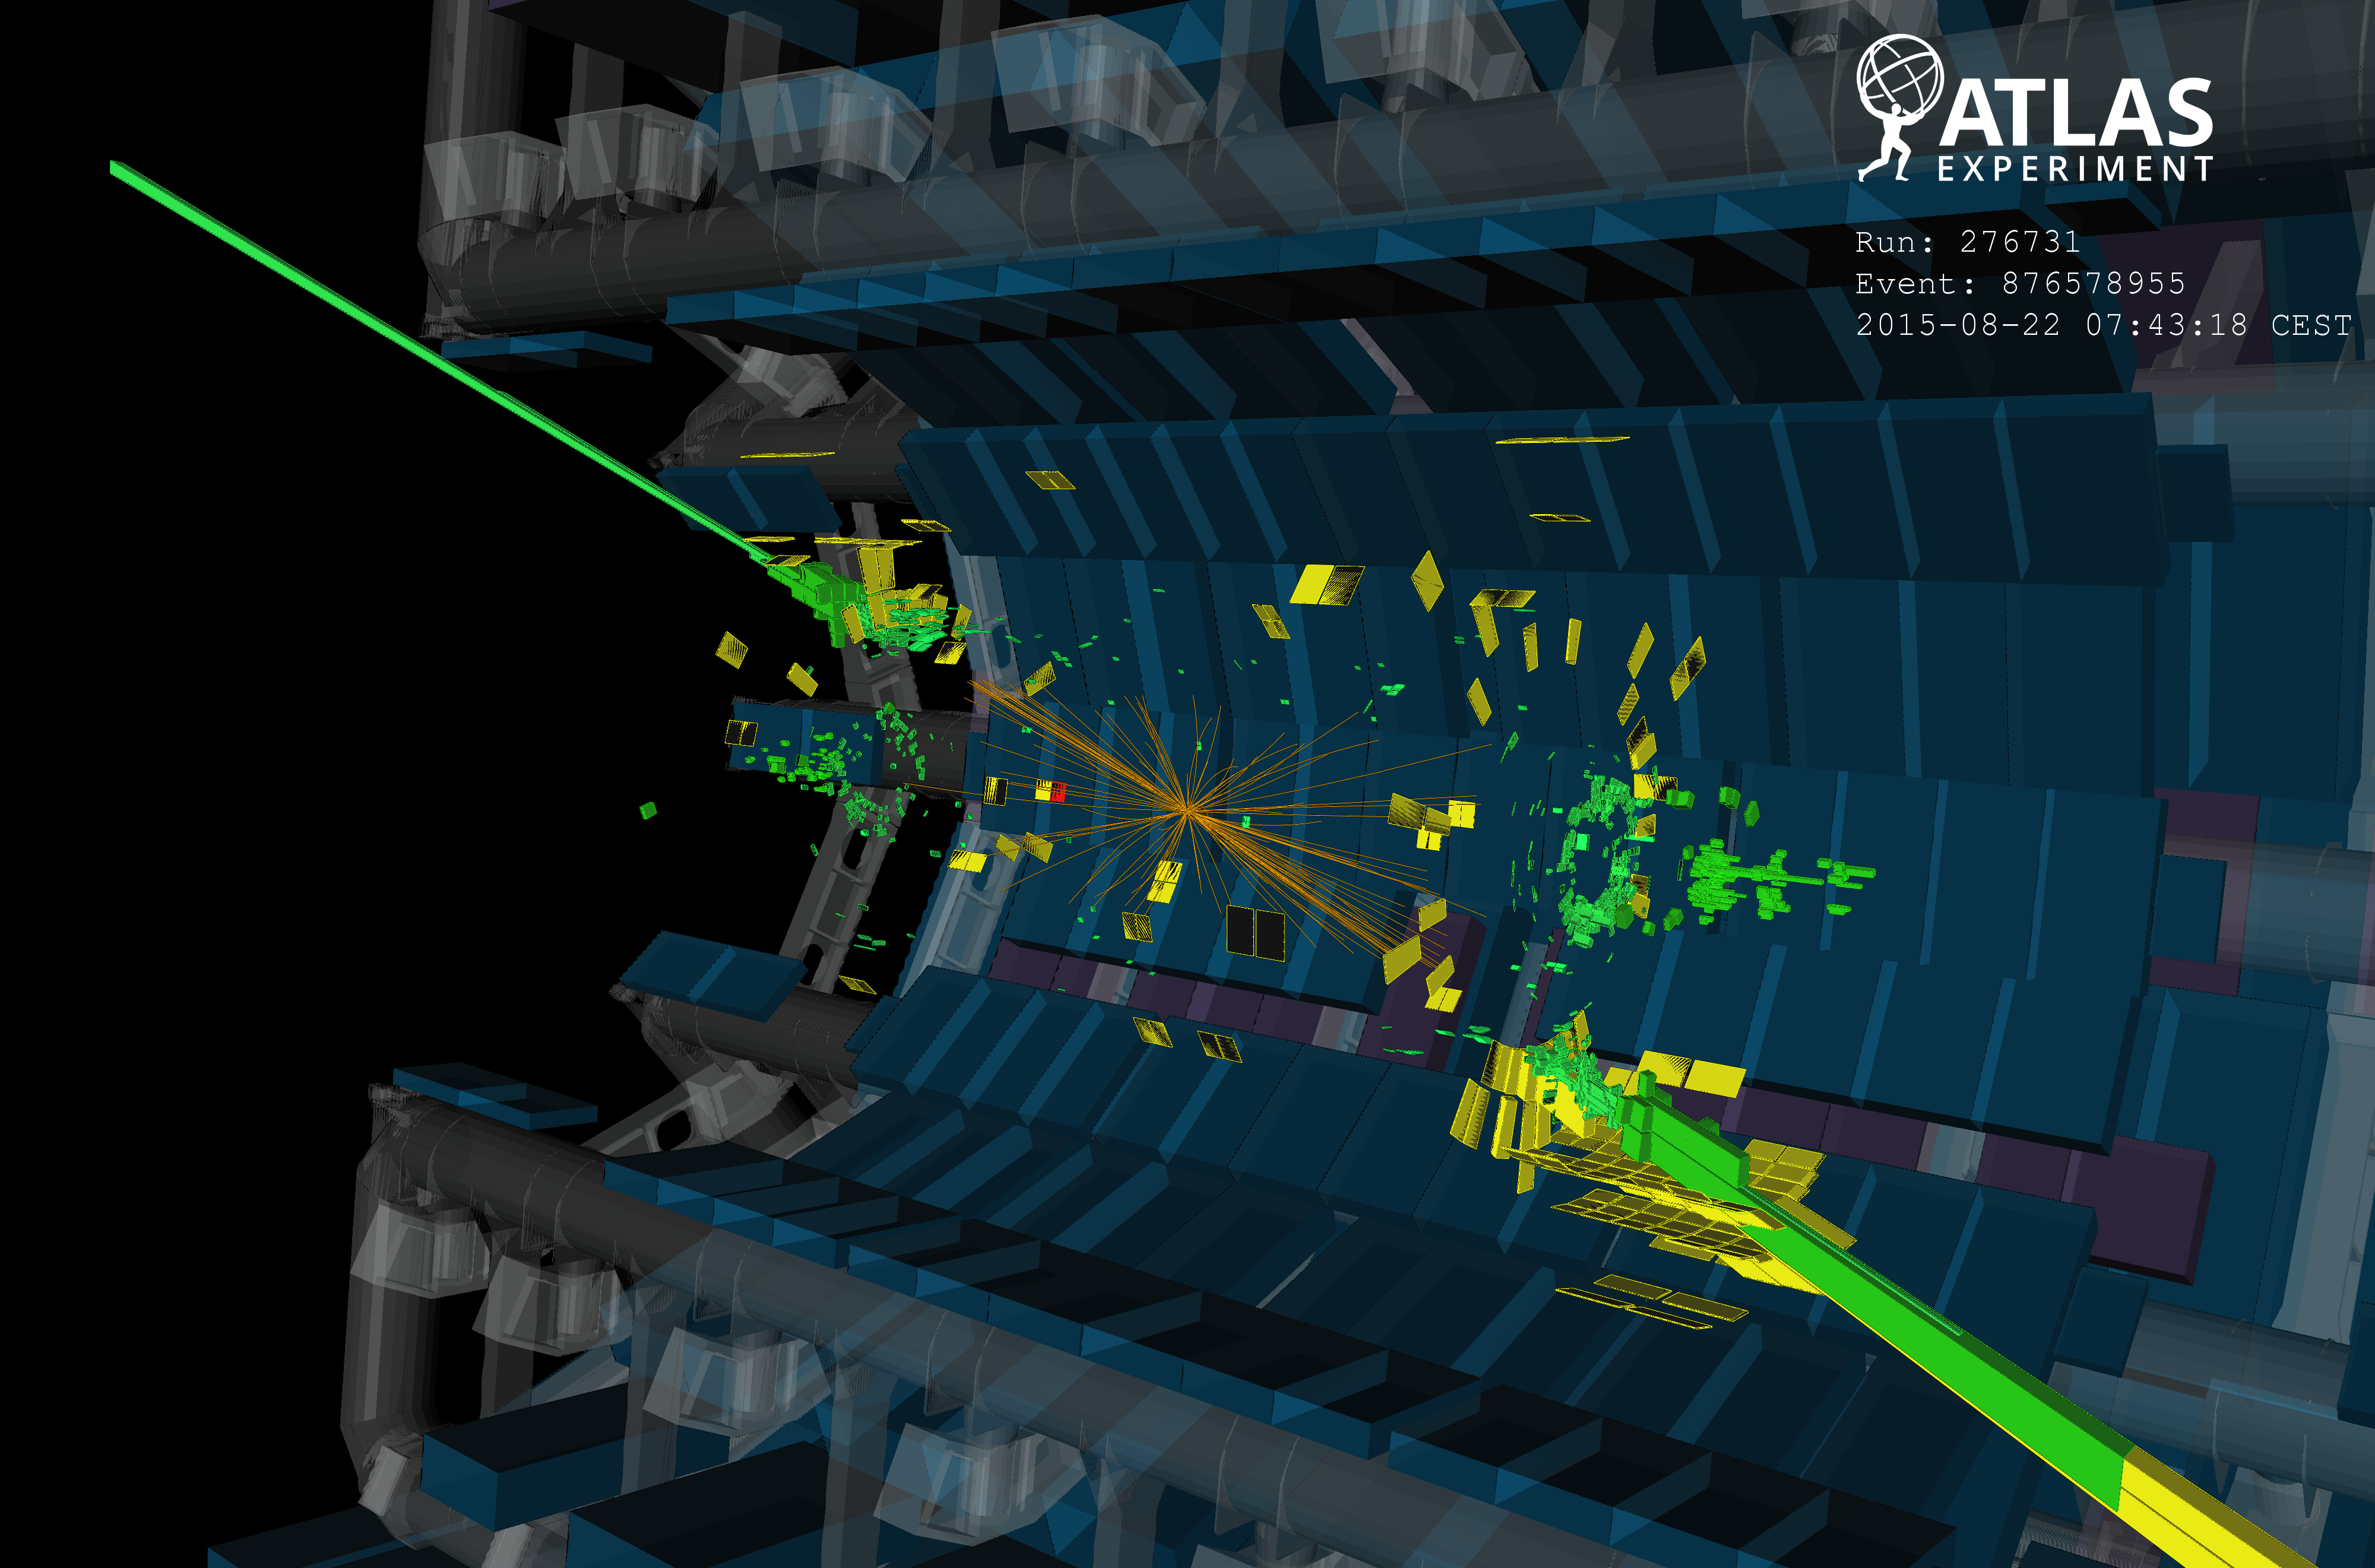 ATLAS
EXPERIMENT
Run: 276731
Event: 876578955
2015-08-22 07:43:18 CEST